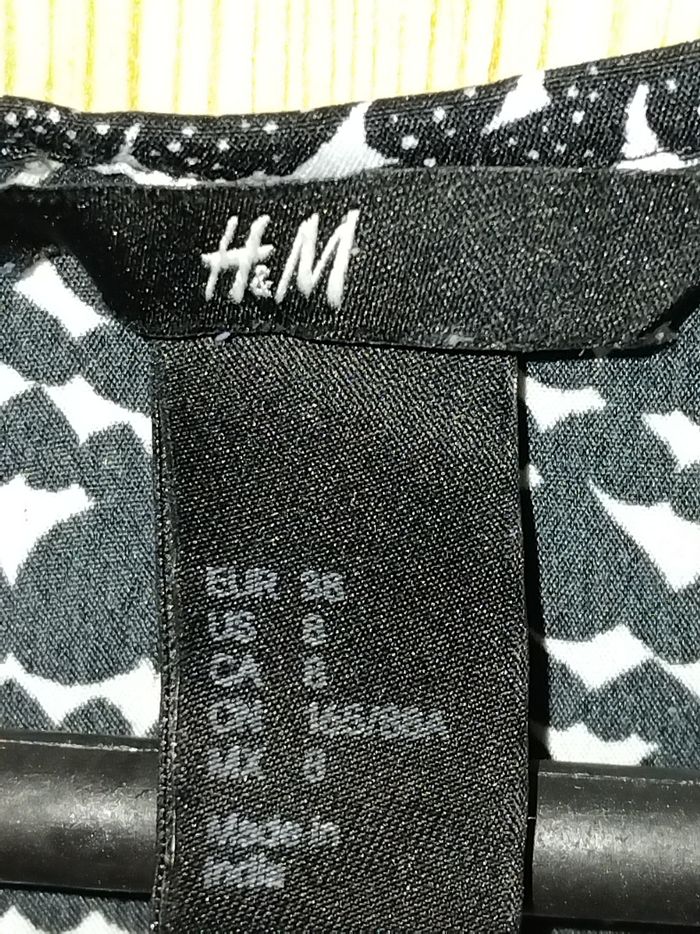 H&M
EUR 38
US 8
CA 8
CN 165/88A
MX 8
Made in
India